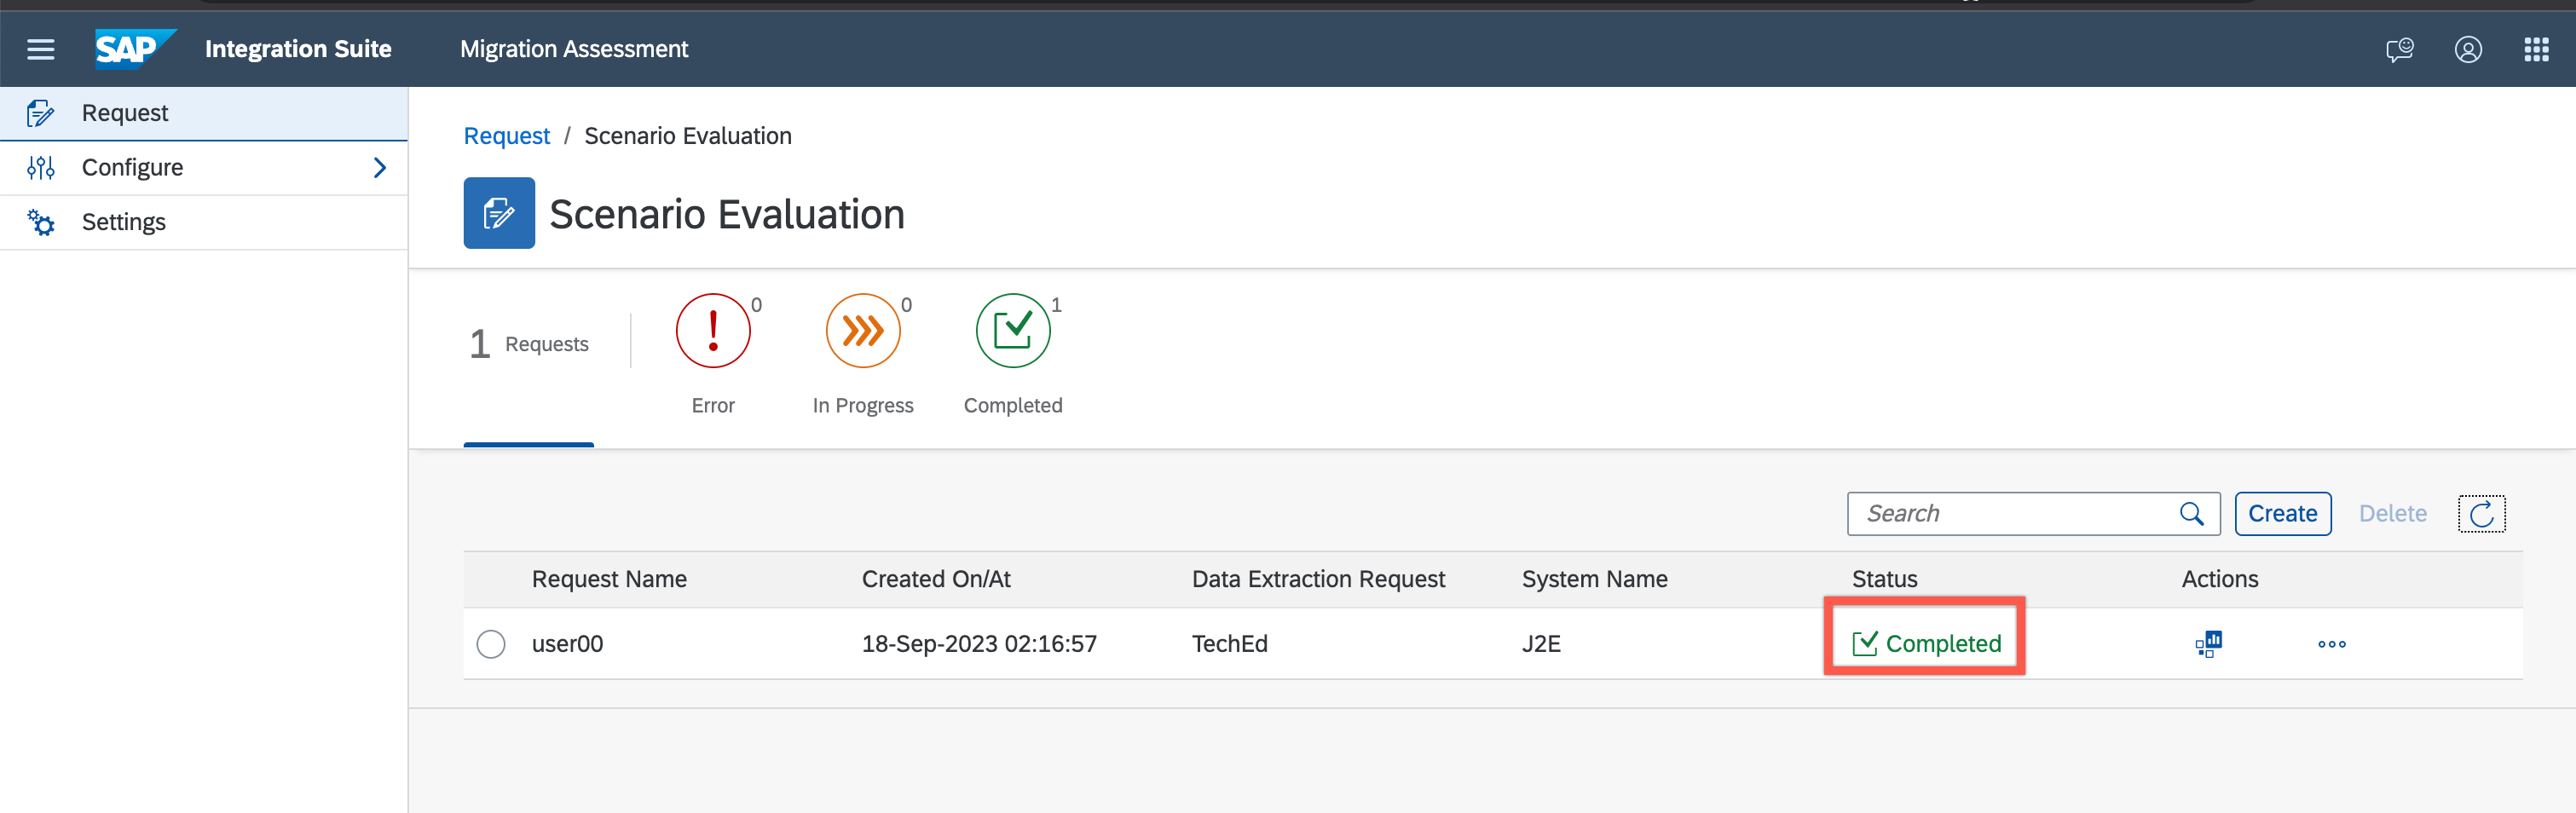 SAP Integration Suite Migration Assessment
Request
Configure
Settings
Request / Scenario Evaluation
Scenario Evaluation
1 Requests
0
Error
0
In Progress
1
Completed
Search Create Delete
Request Name Created On/At Data Extraction Request System Name Status Actions
user00 18-Sep-2023 02:16:57 TechEd J2E Completed